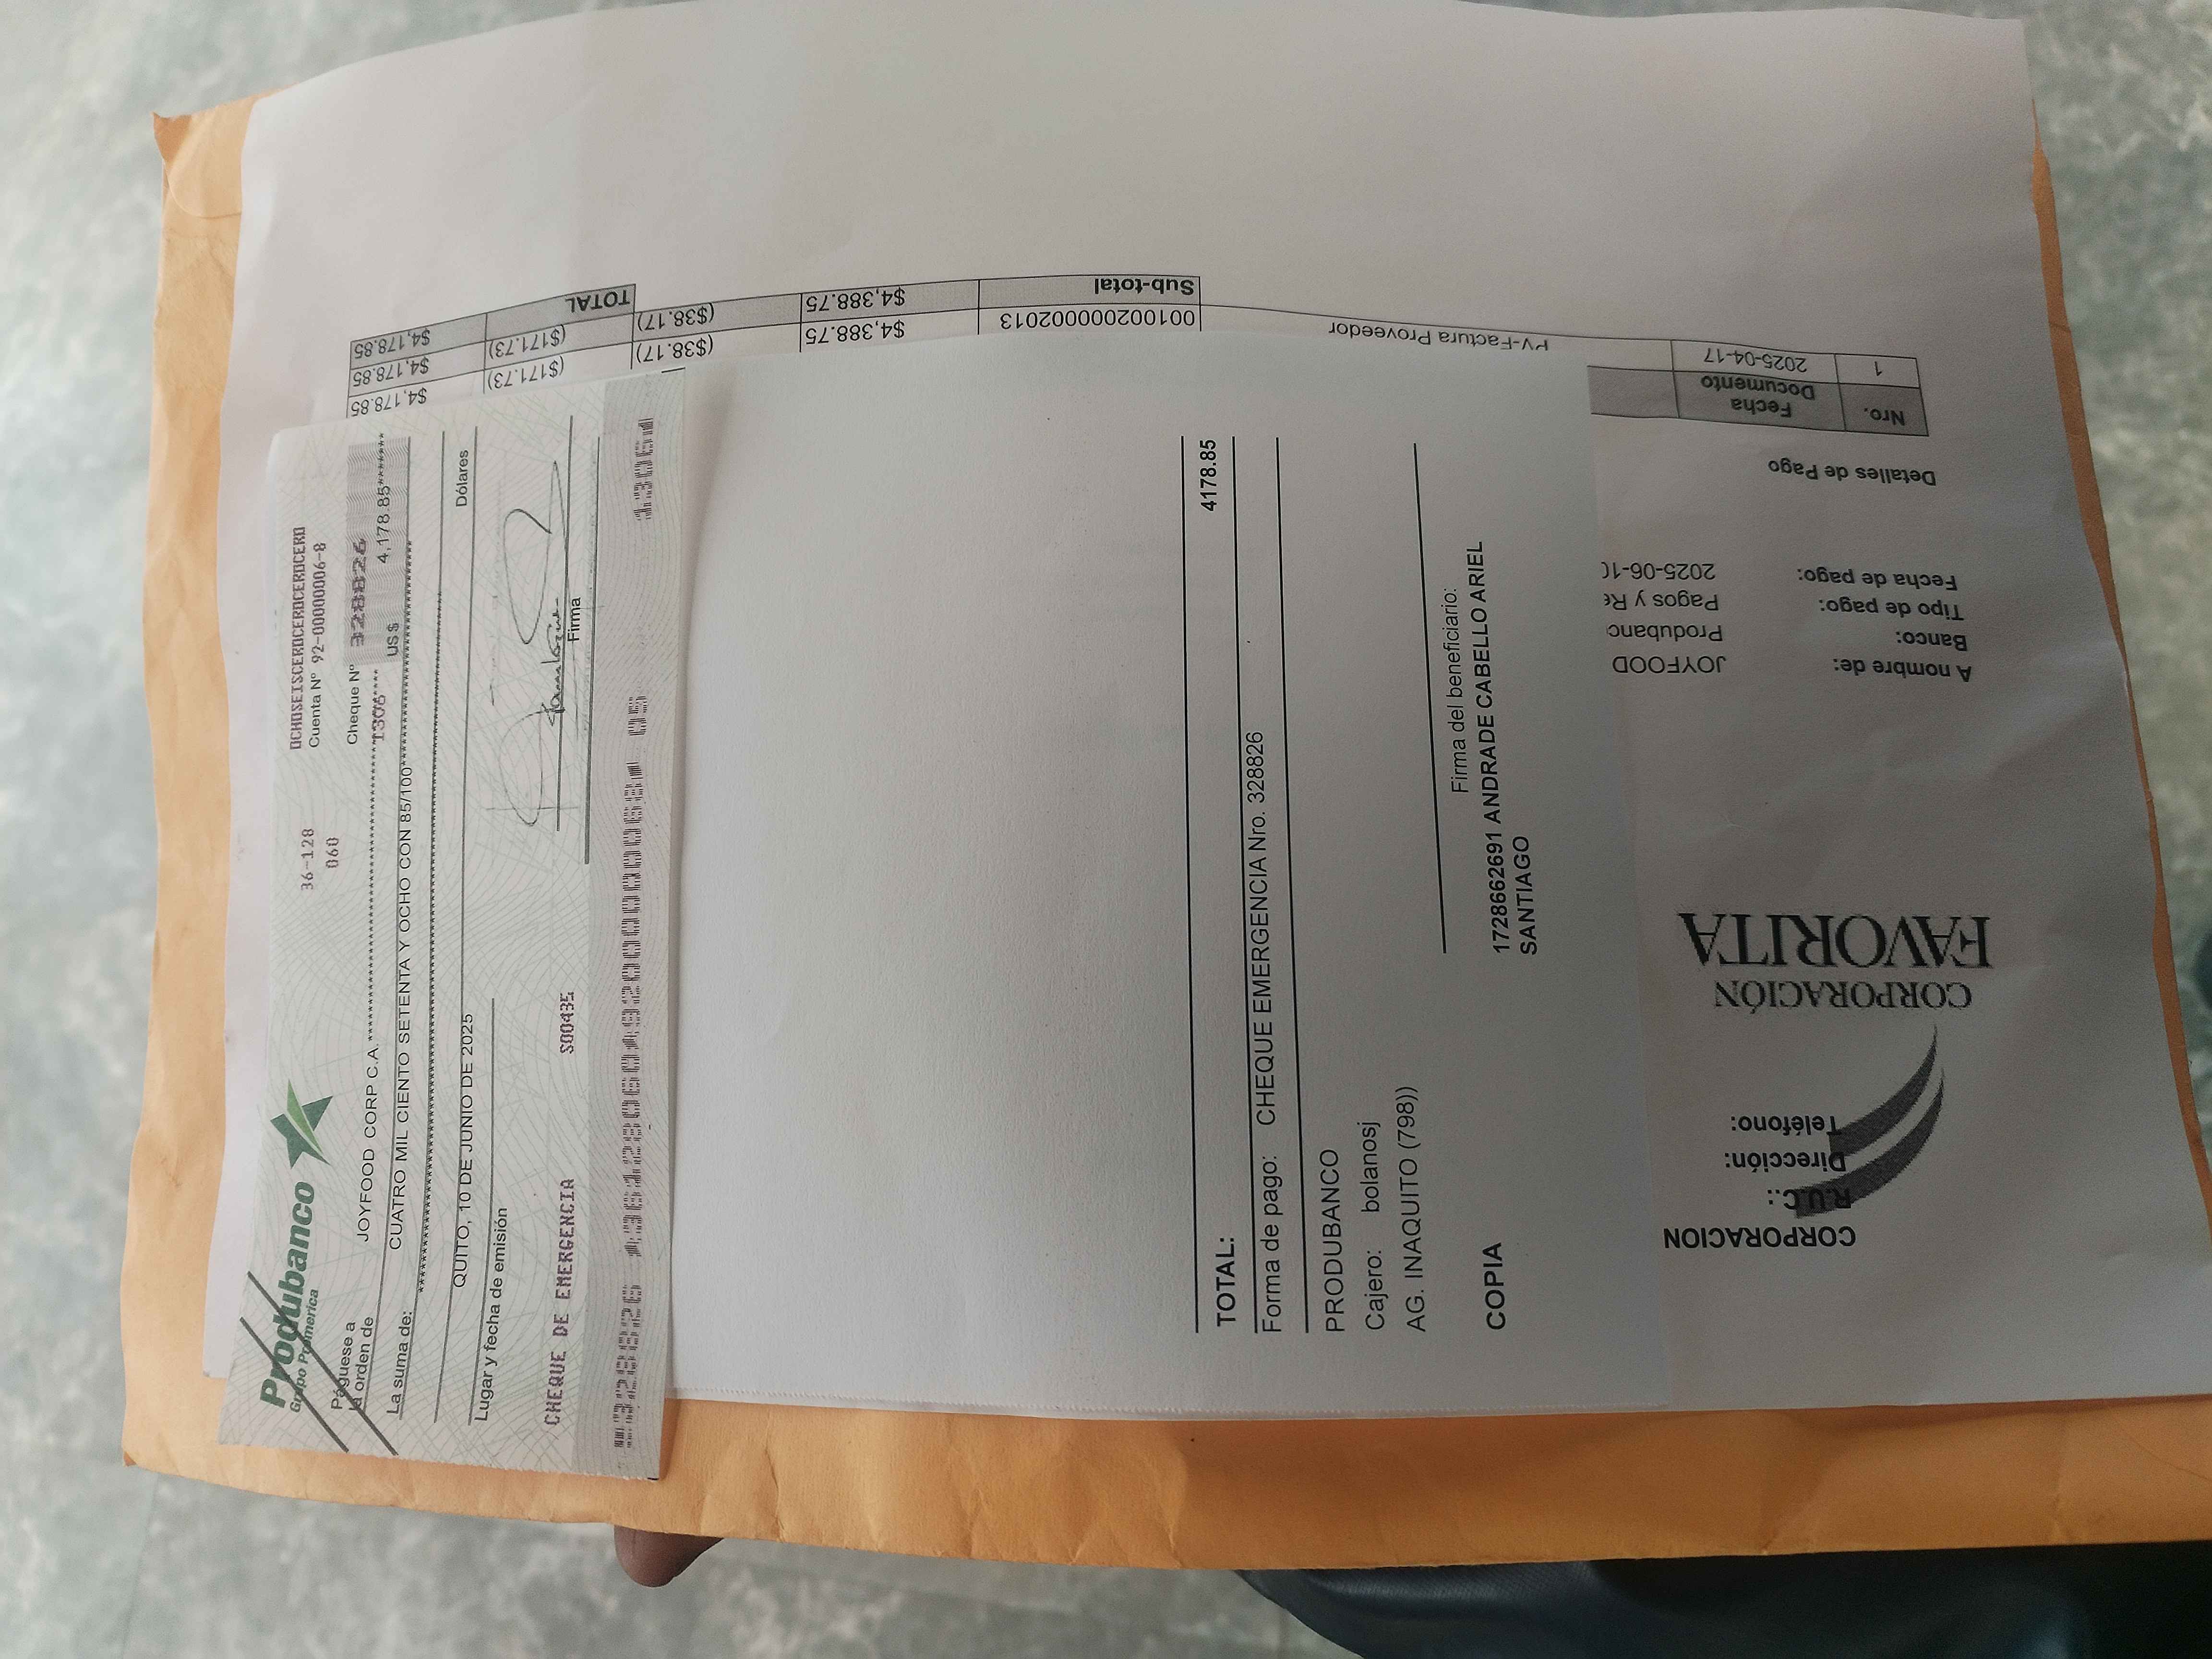 Produbanco
Grupo Promerica
36-128
060
OCHOSEISCEROCEROCEROCEROCERO
Cuenta Nº 92-00000006-8
Cheque Nº 328826
Páguese a
la orden de JOYFOOD CORP C.A.
1306
US$ 4,178.85*******
La suma de: CUATRO MIL CIENTO SETENTA Y OCHO CON 85/100
Dólares
QUITO, 10 DE JUNIO DE 2025
Lugar y fecha de emisión
Firma
CHEQUE DE EMERGENCIA S00435
TOTAL: 4178.85
Forma de pago: CHEQUE EMERGENCIA Nro. 328826
PRODUBANCO
Cajero: bolanosj
AG. INAQUITO (798))
COPIA
Firma del beneficiario:
1728662691 ANDRADE CABELLO ARIEL
SANTIAGO
CORPORACIÓN
FAVORITA
CORPORACION
R.U.C.:
Dirección:
Teléfono:
A nombre de: JOYFOOD
Banco: Produbanc
Tipo de pago: Pagos y Re
Fecha de pago: 2025-06-10
Detalles de Pago
Nro. Fecha Documento
1 2025-04-17 PV-Factura Proveedor 001002000002013 $4,388.75 ($38.17) ($171.73) $4,178.85
Sub-total $4,388.75 ($38.17) ($171.73) $4,178.85
TOTAL $4,178.85